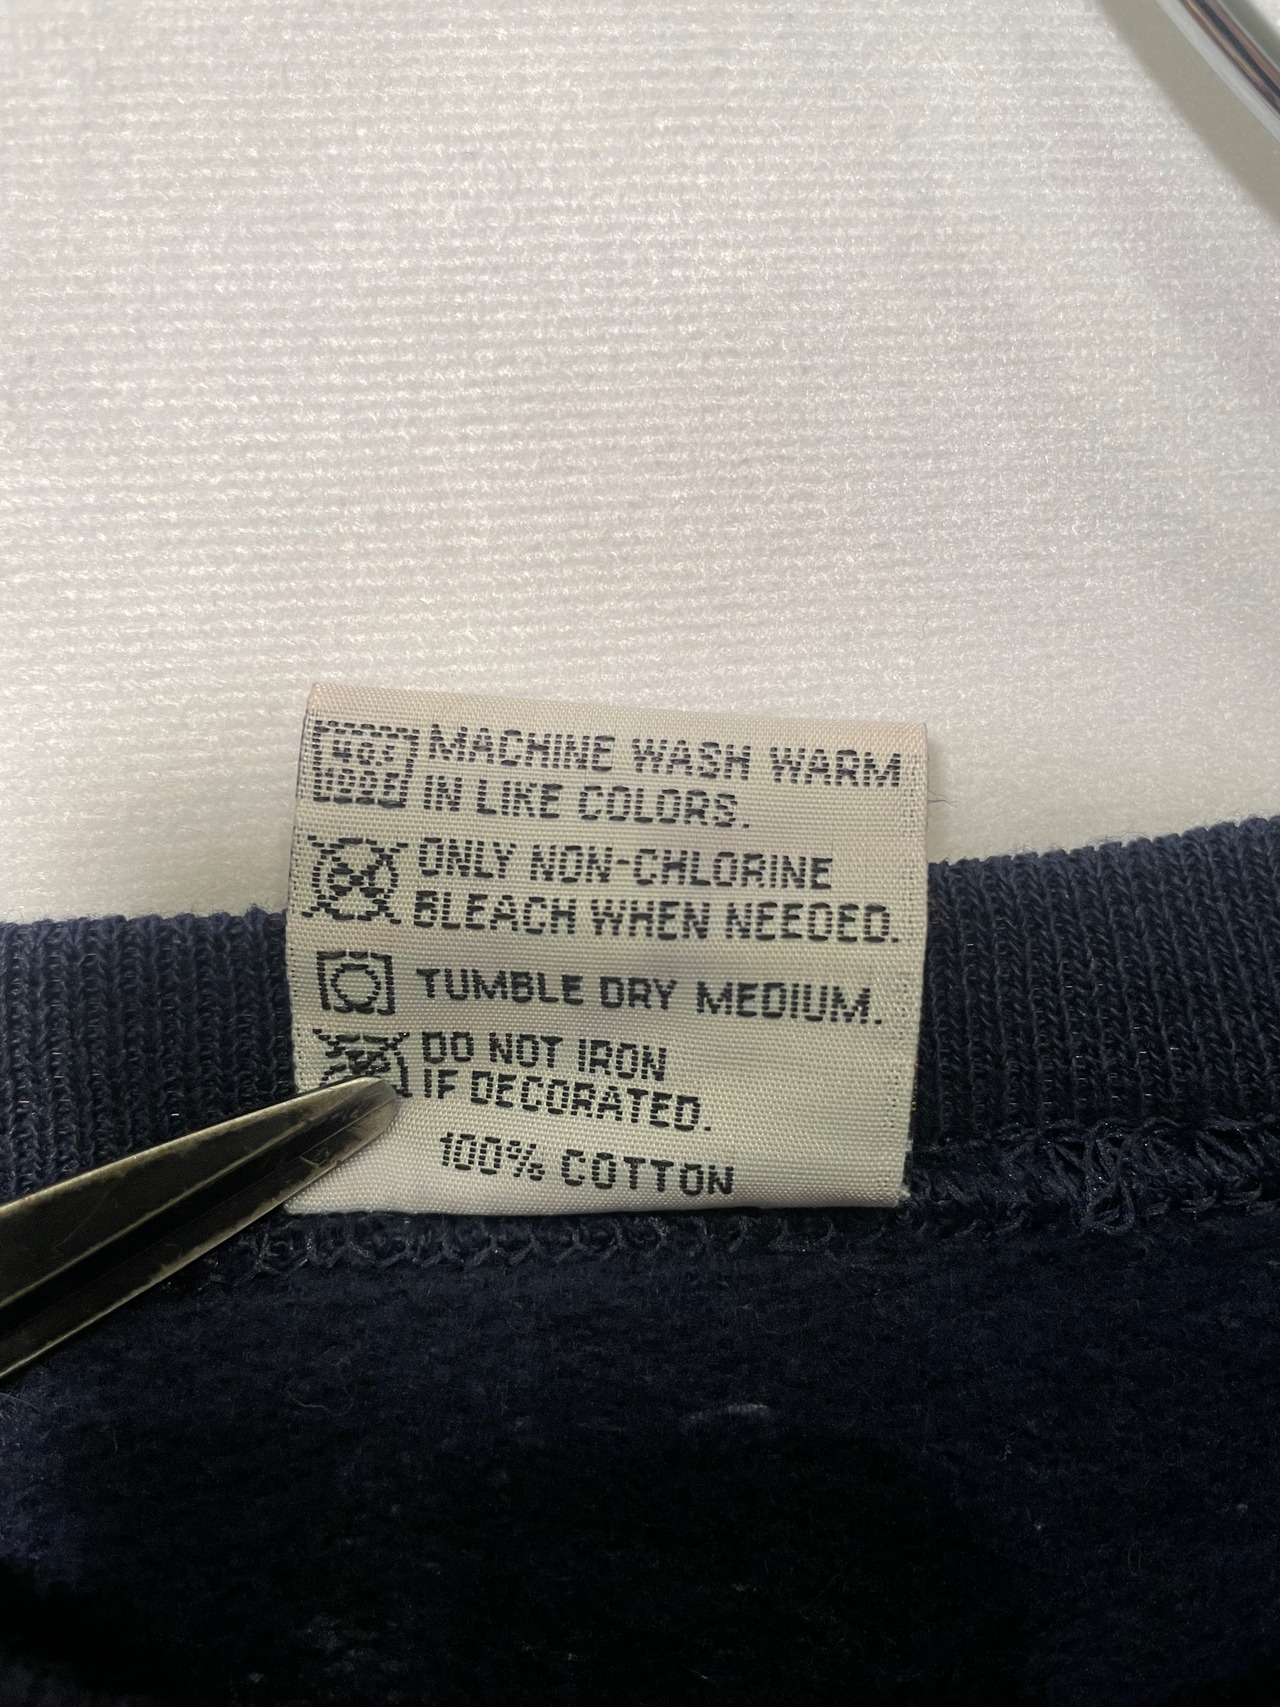 MACHINE WASH WARM
IN LIKE COLORS.
ONLY NON-CHLORINE
BLEACH WHEN NEEDED.
TUMBLE DRY MEDIUM.
DO NOT IRON
IF DECORATED.
100% COTTON